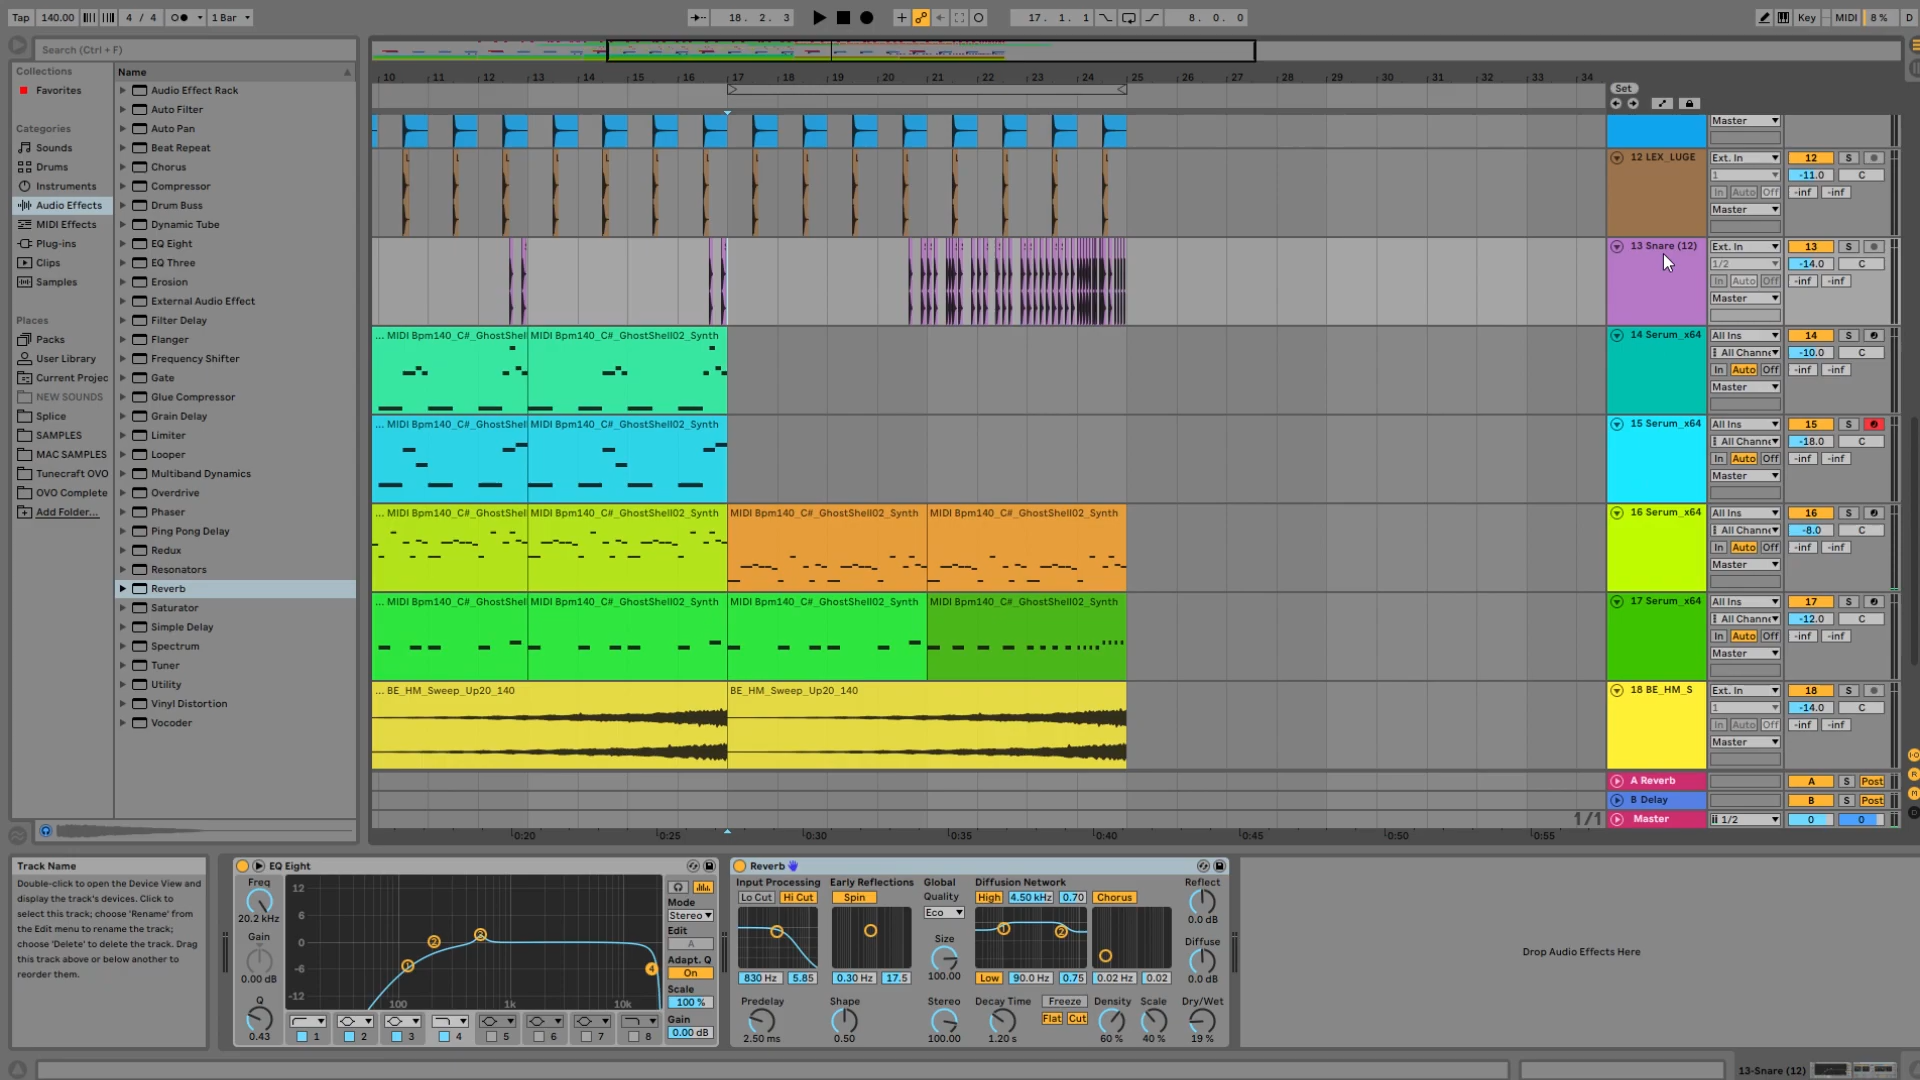 Tap 140.00 4 / 4 1 Bar 18. 2. 3 17. 1. 1 8. 0. 0 Key MIDI 8 % D
Search (Ctrl + F)
Collections
Favorites
Categories
Sounds
Drums
Instruments
Audio Effects
MIDI Effects
Plug-ins
Clips
Samples
Places
Packs
User Library
Current Projec
NEW SOUNDS
Splice
SAMPLES
MAC SAMPLES
Tunecraft OVO
OVO Complete
Add Folder...
Name
Audio Effect Rack
Auto Filter
Auto Pan
Beat Repeat
Chorus
Compressor
Drum Buss
Dynamic Tube
EQ Eight
EQ Three
Erosion
External Audio Effect
Filter Delay
Flanger
Frequency Shifter
Gate
Glue Compressor
Grain Delay
Limiter
Looper
Multiband Dynamics
Overdrive
Phaser
Ping Pong Delay
Redux
Resonators
Reverb
Saturator
Simple Delay
Spectrum
Tuner
Utility
Vinyl Distortion
Vocoder
10 11 12 13 14 15 16 17 18 19 20 21 22 23 24 25 26 27 28 29 30 31 32 33 34
Set
Master
12 LEX_LUGE Ext. In 12 S
1 -11.0 C
In Auto Off -inf -inf
Master
13 Snare (12) Ext. In 13 S
1/2 -14.0 C
In Auto Off -inf -inf
Master
... MIDI Bpm140_C#_GhostShell MIDI Bpm140_C#_GhostShell02_Synth 14 Serum_x64 All Ins 14 S
All Channe -10.0 C
In Auto Off -inf -inf
Master
... MIDI Bpm140_C#_GhostShell MIDI Bpm140_C#_GhostShell02_Synth 15 Serum_x64 All Ins 15 S
All Channe -18.0 C
In Auto Off -inf -inf
Master
... MIDI Bpm140_C#_GhostShell MIDI Bpm140_C#_GhostShell02_Synth MIDI Bpm140_C#_GhostShell02_Synth MIDI Bpm140_C#_GhostShell02_Synth 16 Serum_x64 All Ins 16 S
All Channe -8.0 C
In Auto Off -inf -inf
Master
... MIDI Bpm140_C#_GhostShell MIDI Bpm140_C#_GhostShell02_Synth MIDI Bpm140_C#_GhostShell02_Synth MIDI Bpm140_C#_GhostShell02_Synth 17 Serum_x64 All Ins 17 S
All Channe -12.0 C
In Auto Off -inf -inf
Master
... BE_HM_Sweep_Up20_140 BE_HM_Sweep_Up20_140 18 BE_HM_S Ext. In 18 S
1 -14.0 C
In Auto Off -inf -inf
Master
A Reverb A S Post
B Delay B S Post
1/1 Master 1/2 0 0
0:20 0:25 0:30 0:35 0:40 0:45 0:50 0:55
Track Name
Double-click to open the Device View and
display the track's devices. Click to
select this track; choose 'Rename' from
the Edit menu to rename the track;
choose 'Delete' to delete the track. Drag
this track above or below another to
reorder them.
EQ Eight
Freq
20.2 kHz
Gain
0.00 dB
Q
0.43
12
6
0
-6
-12
100 1k 10k
1 2 3 4 5 6 7 8
Mode
Stereo
Edit
A
Adapt. Q
On
Scale
100 %
Gain
0.00 dB
Reverb
Input Processing Early Reflections Global Diffusion Network Reflect
Lo Cut Hi Cut Spin Quality High 4.50 kHz 0.70 Chorus
Eco
0.0 dB
Size Diffuse
100.00 0.0 dB
830 Hz 5.85 0.30 Hz 17.5 Low 90.0 Hz 0.75 0.02 Hz 0.02
Predelay Shape Stereo Decay Time Freeze Density Scale Dry/Wet
Flat Cut
2.50 ms 0.50 100.00 1.20 s 60 % 40 % 19 %
Drop Audio Effects Here
13-Snare (12)